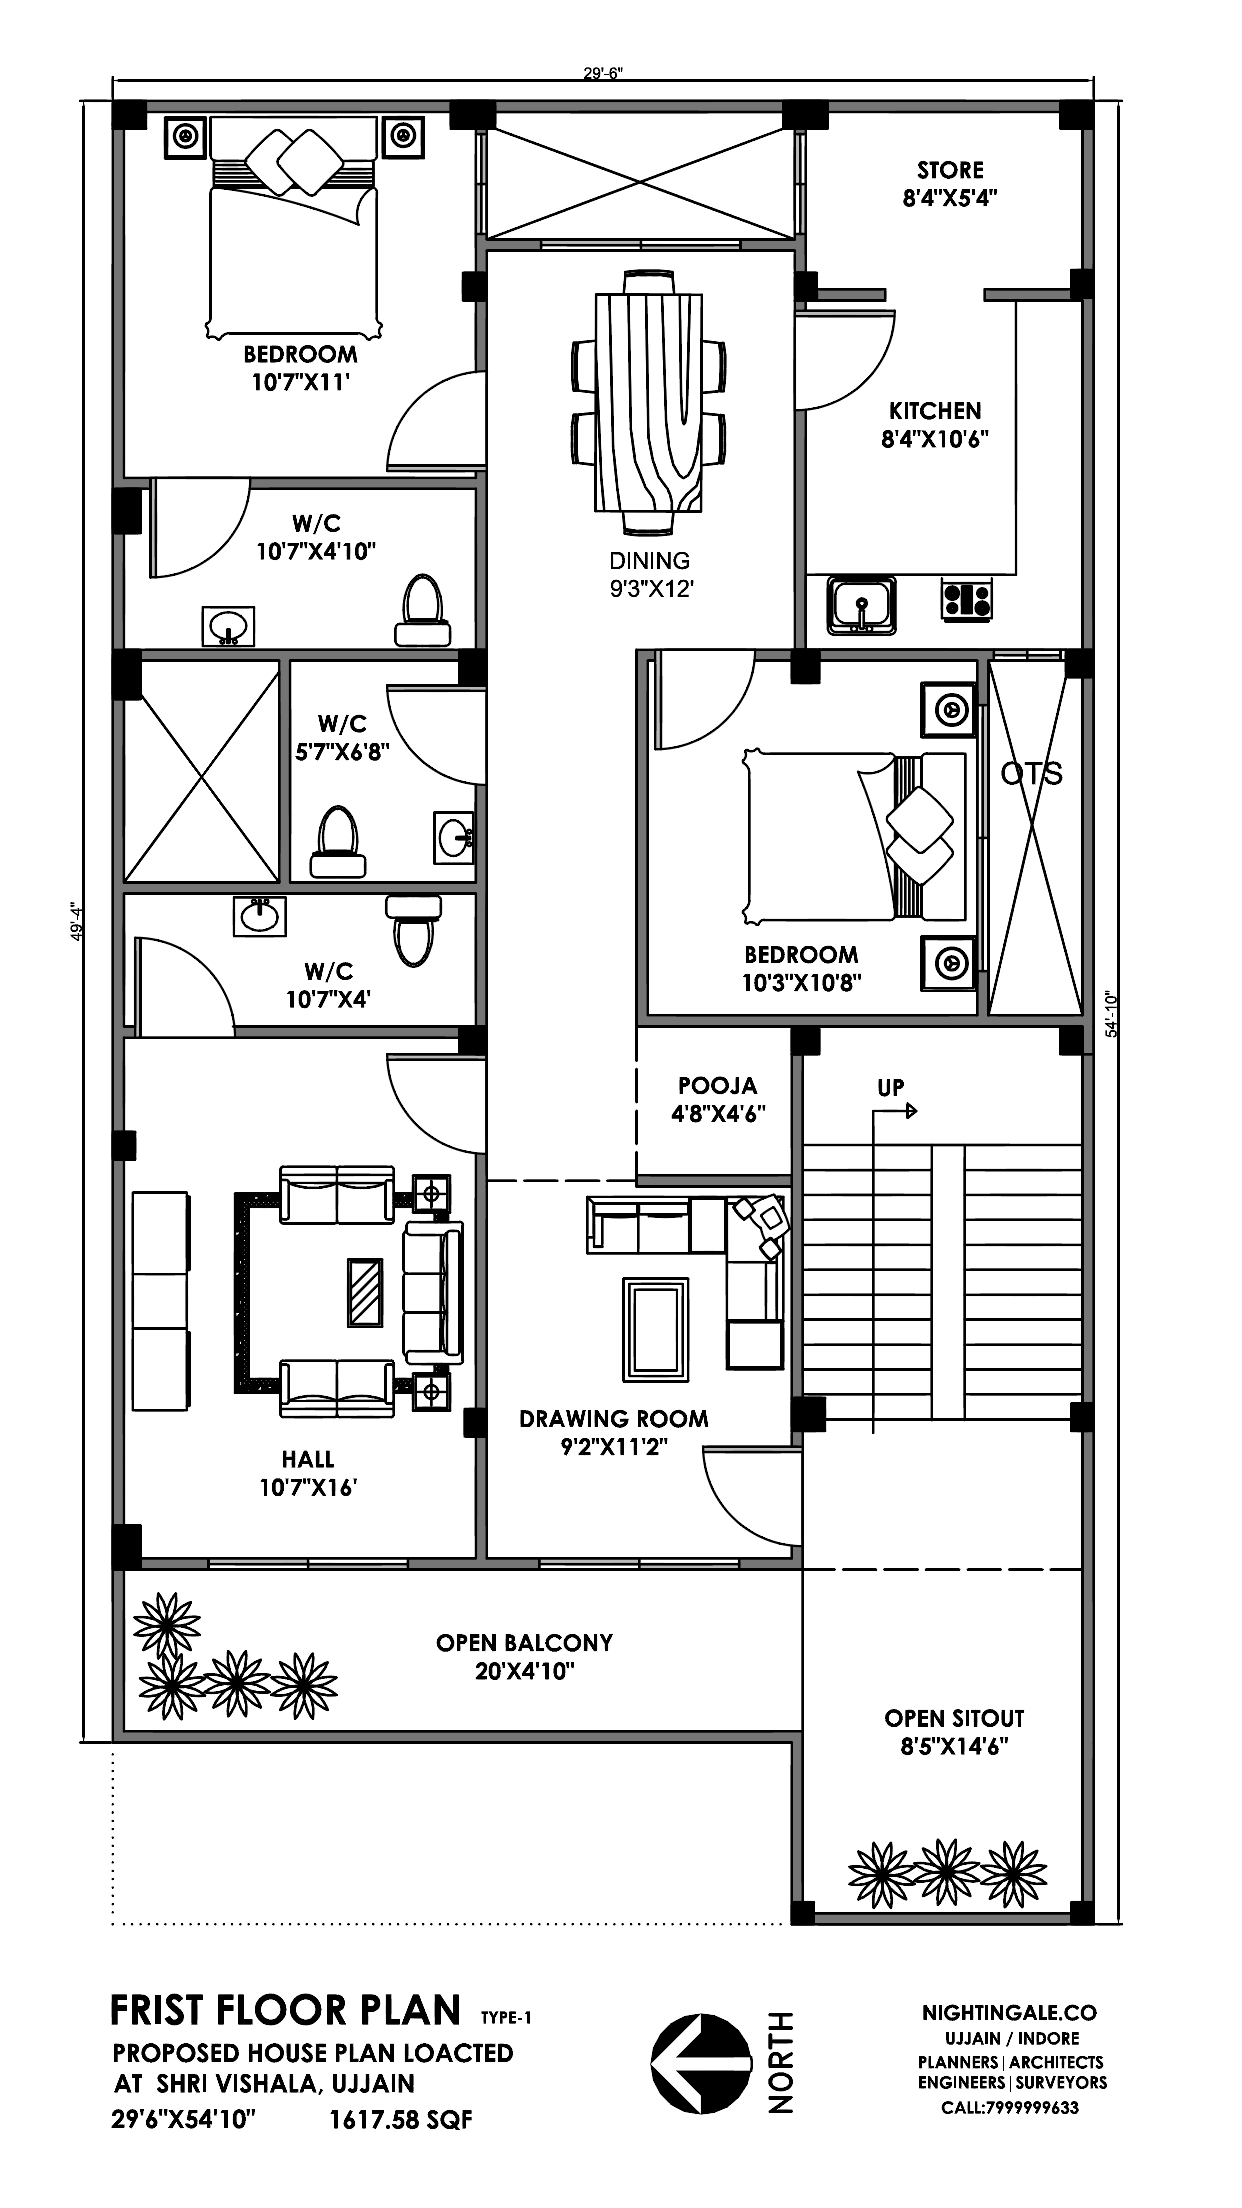 29'-6"
STORE
8'4"X5'4"
BEDROOM
10'7"X11'
KITCHEN
8'4"X10'6"
W/C
10'7"X4'10"
DINING
9'3"X12'
W/C
5'7"X6'8"
OTS
49'-4"
BEDROOM
10'3"X10'8"
W/C
10'7"X4'
54'-10"
POOJA
4'8"X4'6"
UP
DRAWING ROOM
9'2"X11'2"
HALL
10'7"X16'
OPEN BALCONY
20'X4'10"
OPEN SITOUT
8'5"X14'6"
FRIST FLOOR PLAN TYPE-1
PROPOSED HOUSE PLAN LOACTED
AT SHRI VISHALA, UJJAIN
29'6"X54'10" 1617.58 SQF
NORTH
NIGHTINGALE.CO
UJJAIN / INDORE
PLANNERS|ARCHITECTS
ENGINEERS|SURVEYORS
CALL:7999999633